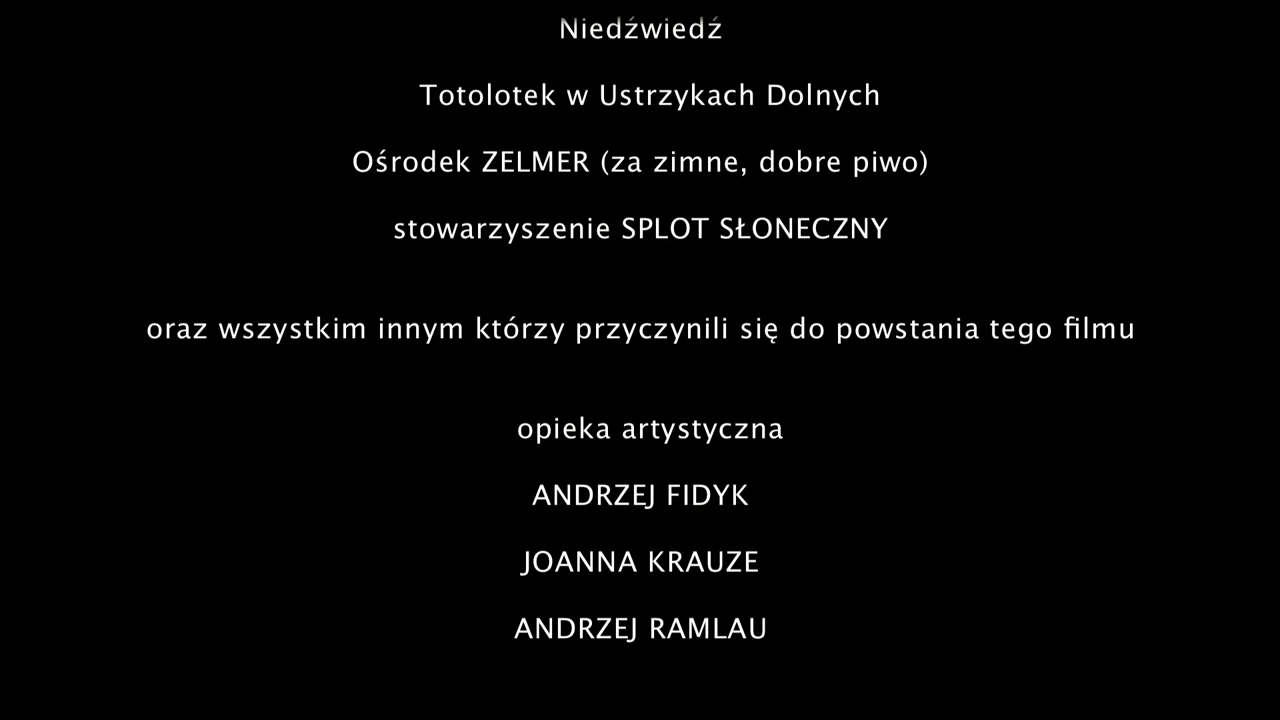 Niedźwiedź
Totolotek w Ustrzykach Dolnych
Ośrodek ZELMER (za zimne, dobre piwo)
stowarzyszenie SPLOT SŁONECZNY
oraz wszystkim innym którzy przyczynili się do powstania tego filmu
opieka artystyczna
ANDRZEJ FIDYK
JOANNA KRAUZE
ANDRZEJ RAMLAU